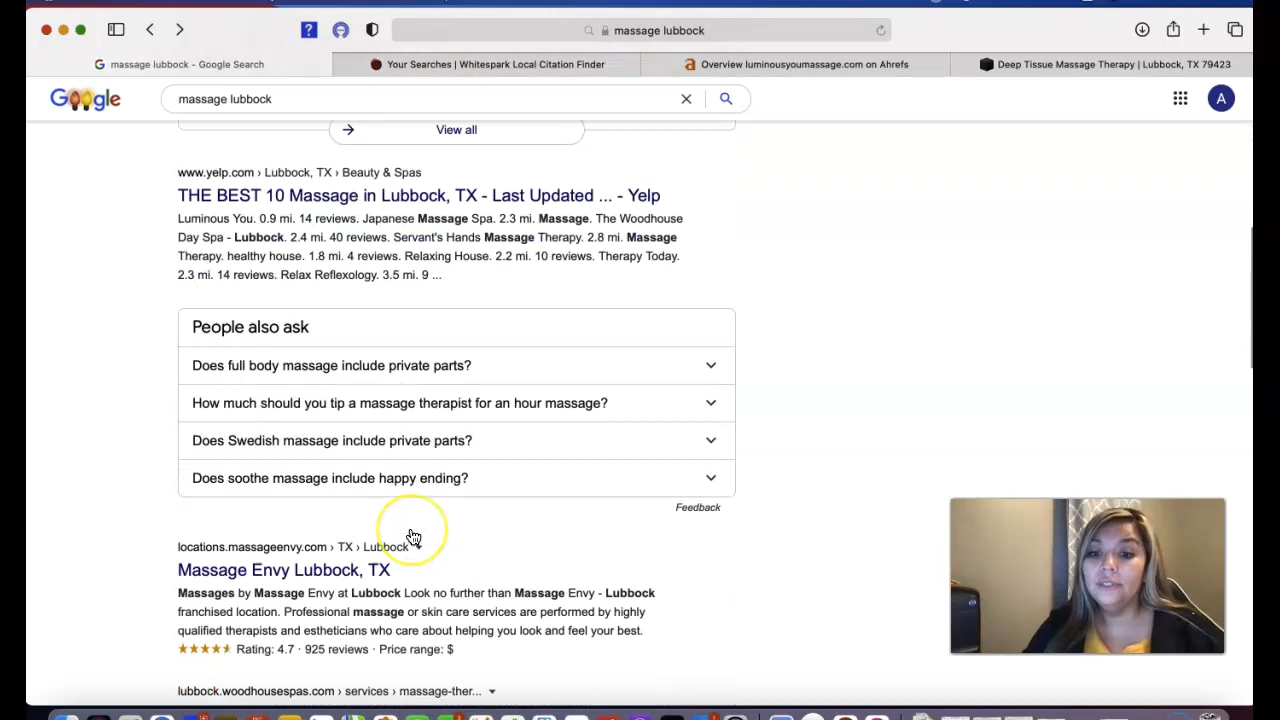 massage lubbock
massage lubbock - Google Search
Your Searches | Whitespark Local Citation Finder
Overview luminousyoumassage.com on Ahrefs
Deep Tissue Massage Therapy | Lubbock, TX 79423
Google
massage lubbock
A
View all
www.yelp.com › Lubbock, TX › Beauty & Spas
THE BEST 10 Massage in Lubbock, TX - Last Updated ... - Yelp
Luminous You. 0.9 mi. 14 reviews. Japanese Massage Spa. 2.3 mi. Massage. The Woodhouse
Day Spa - Lubbock. 2.4 mi. 40 reviews. Servant's Hands Massage Therapy. 2.8 mi. Massage
Therapy. healthy house. 1.8 mi. 4 reviews. Relaxing House. 2.2 mi. 10 reviews. Therapy Today.
2.3 mi. 14 reviews. Relax Reflexology. 3.5 mi. 9 ...
People also ask
Does full body massage include private parts?
How much should you tip a massage therapist for an hour massage?
Does Swedish massage include private parts?
Does soothe massage include happy ending?
Feedback
locations.massageenvy.com › TX › Lubbock
Massage Envy Lubbock, TX
Massages by Massage Envy at Lubbock Look no further than Massage Envy - Lubbock
franchised location. Professional massage or skin care services are performed by highly
qualified therapists and estheticians who care about helping you look and feel your best.
Rating: 4.7 · 925 reviews · Price range: $
lubbock.woodhousespas.com › services › massage-ther...